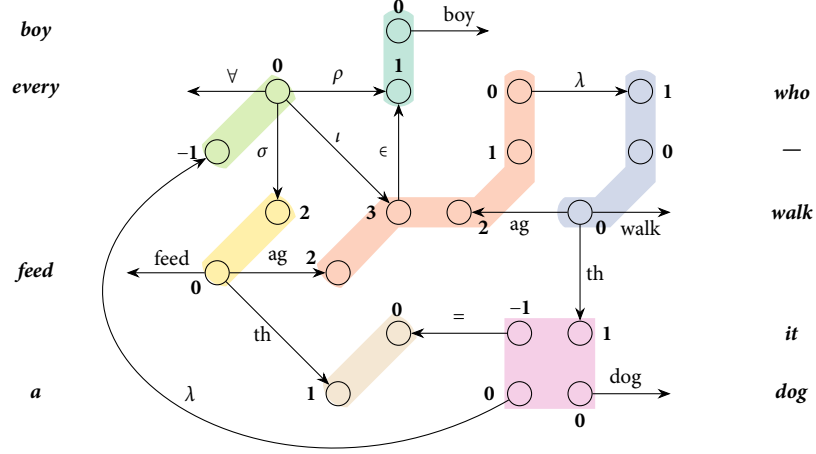 boy 0 boy
every ∀ 0 ρ 1 0 λ 1 who
−1 σ ι ϵ 1 0 —
2 3 2 ag 0 walk walk
feed feed 0 ag 2 th
th 0 = −1 1 it
a λ 1 0 0 dog dog